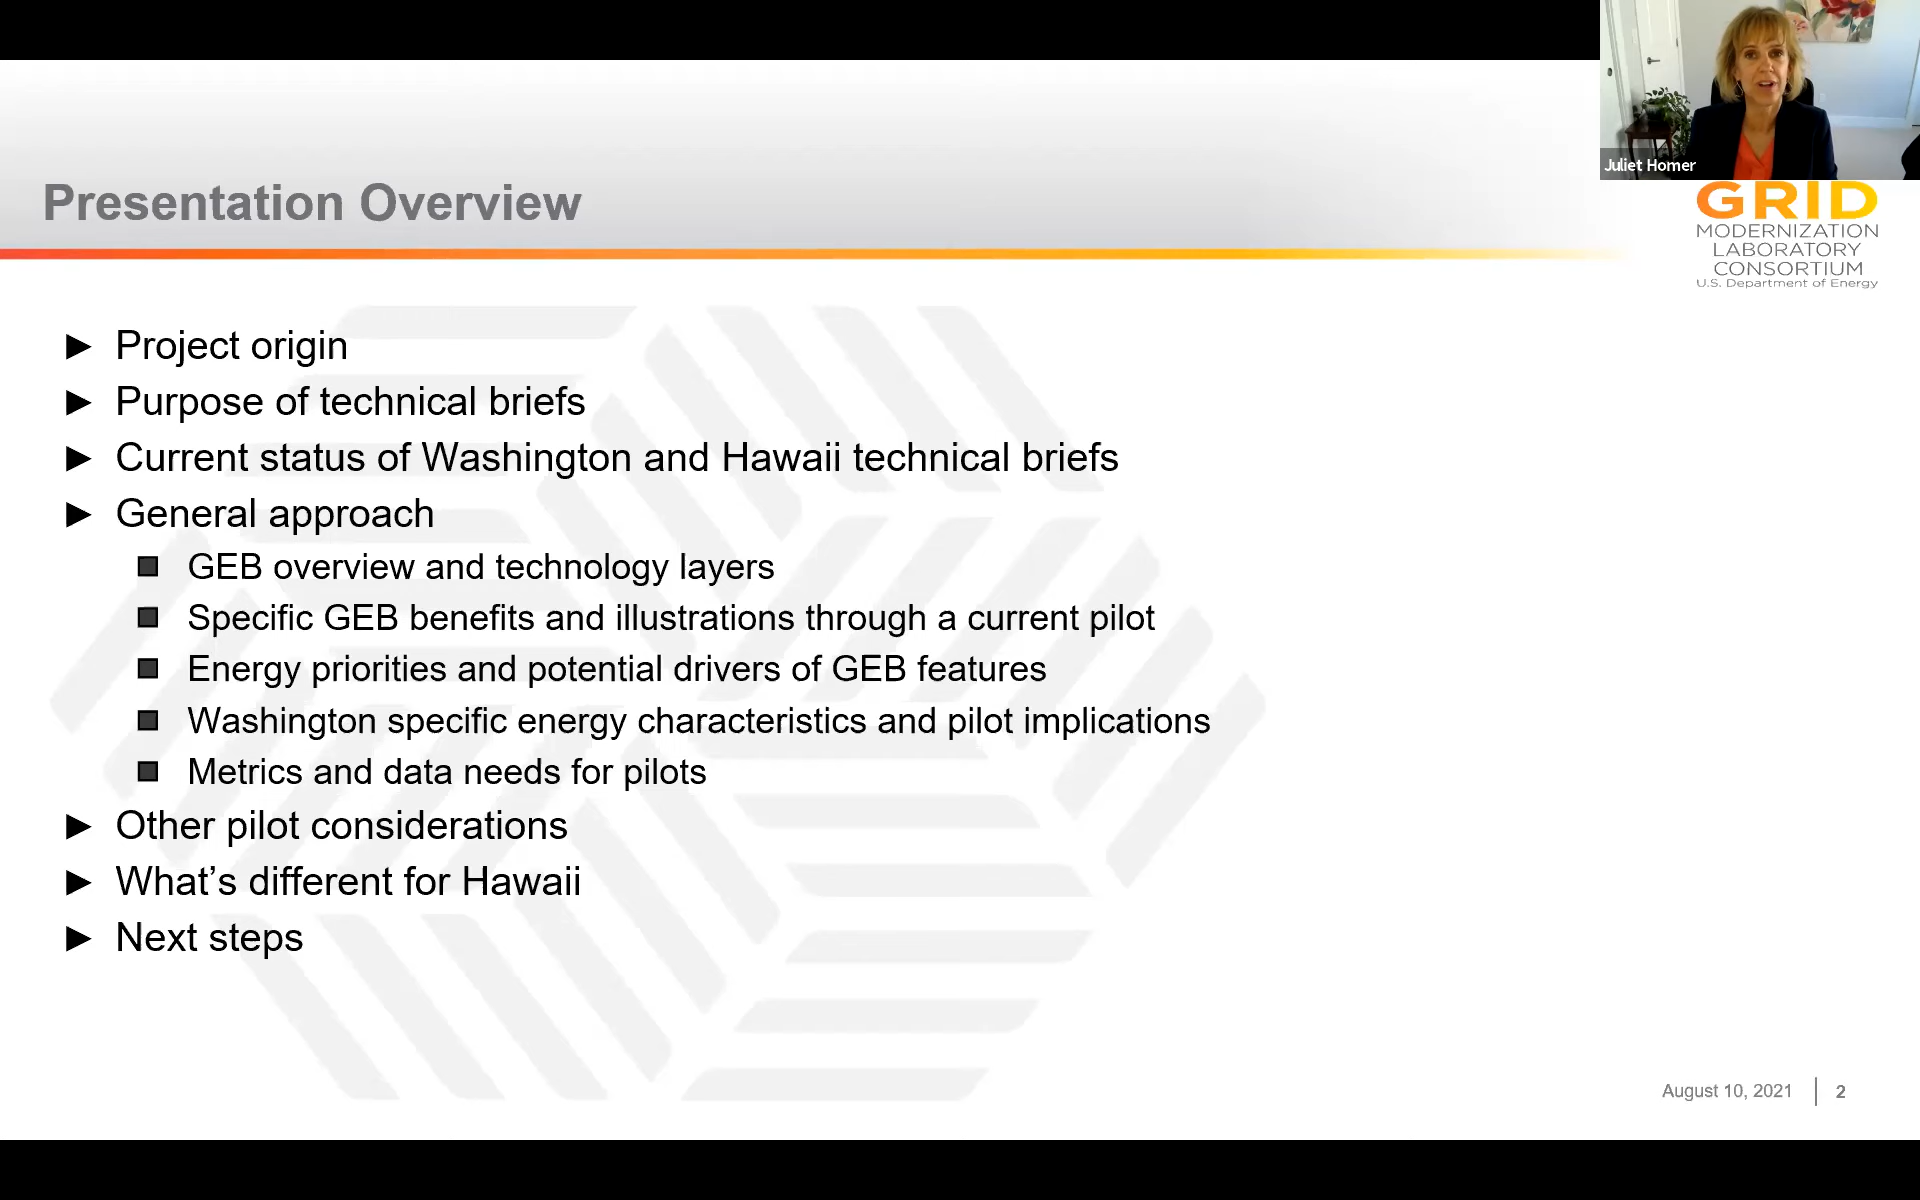 Juliet Homer
Presentation Overview
GRID
MODERNIZATION
LABORATORY
CONSORTIUM
U.S. Department of Energy
► Project origin
► Purpose of technical briefs
► Current status of Washington and Hawaii technical briefs
► General approach
■ GEB overview and technology layers
■ Specific GEB benefits and illustrations through a current pilot
■ Energy priorities and potential drivers of GEB features
■ Washington specific energy characteristics and pilot implications
■ Metrics and data needs for pilots
► Other pilot considerations
► What’s different for Hawaii
► Next steps
August 10, 2021 | 2